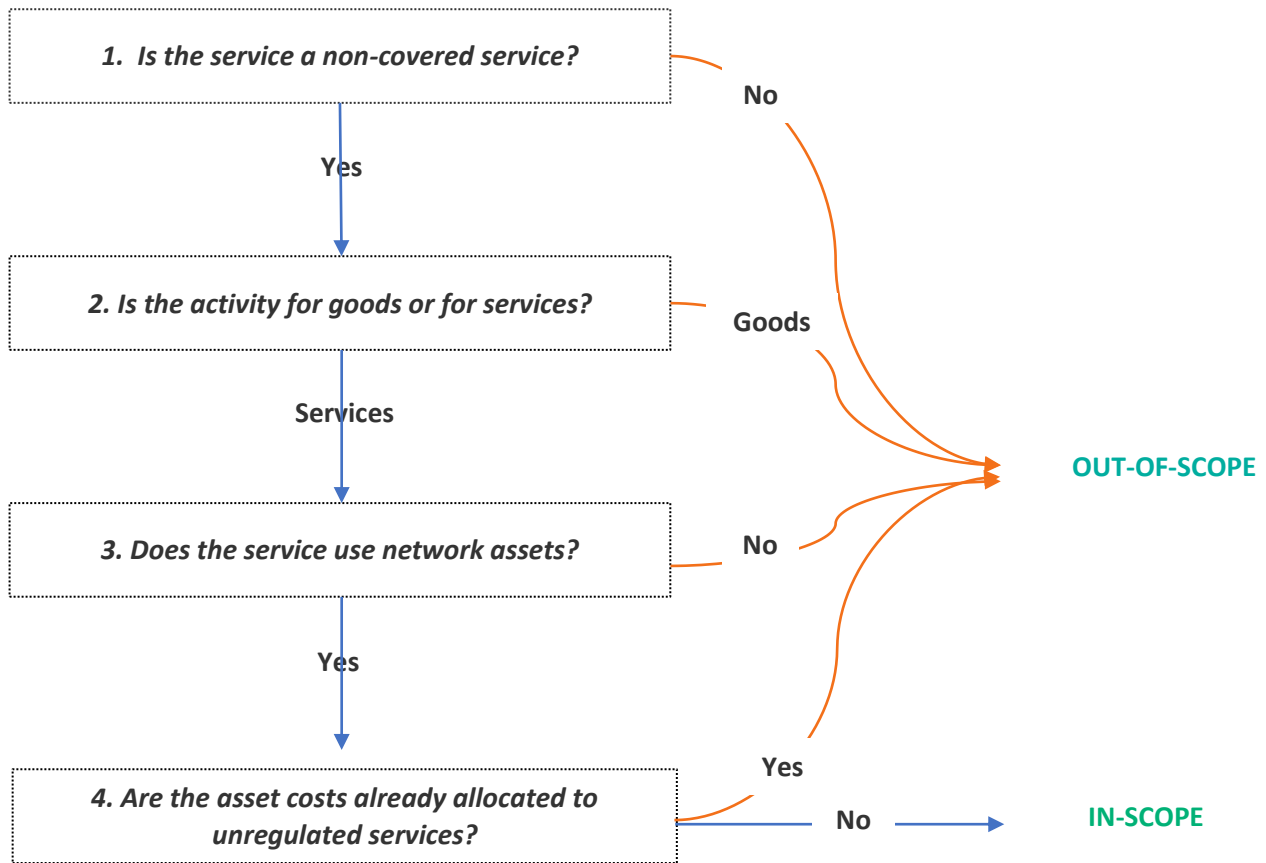 1. Is the service a non-covered service?
No
Yes
2. Is the activity for goods or for services?
Goods
Services
OUT-OF-SCOPE
3. Does the service use network assets?
No
Yes
Yes
4. Are the asset costs already allocated to
unregulated services?
No
IN-SCOPE